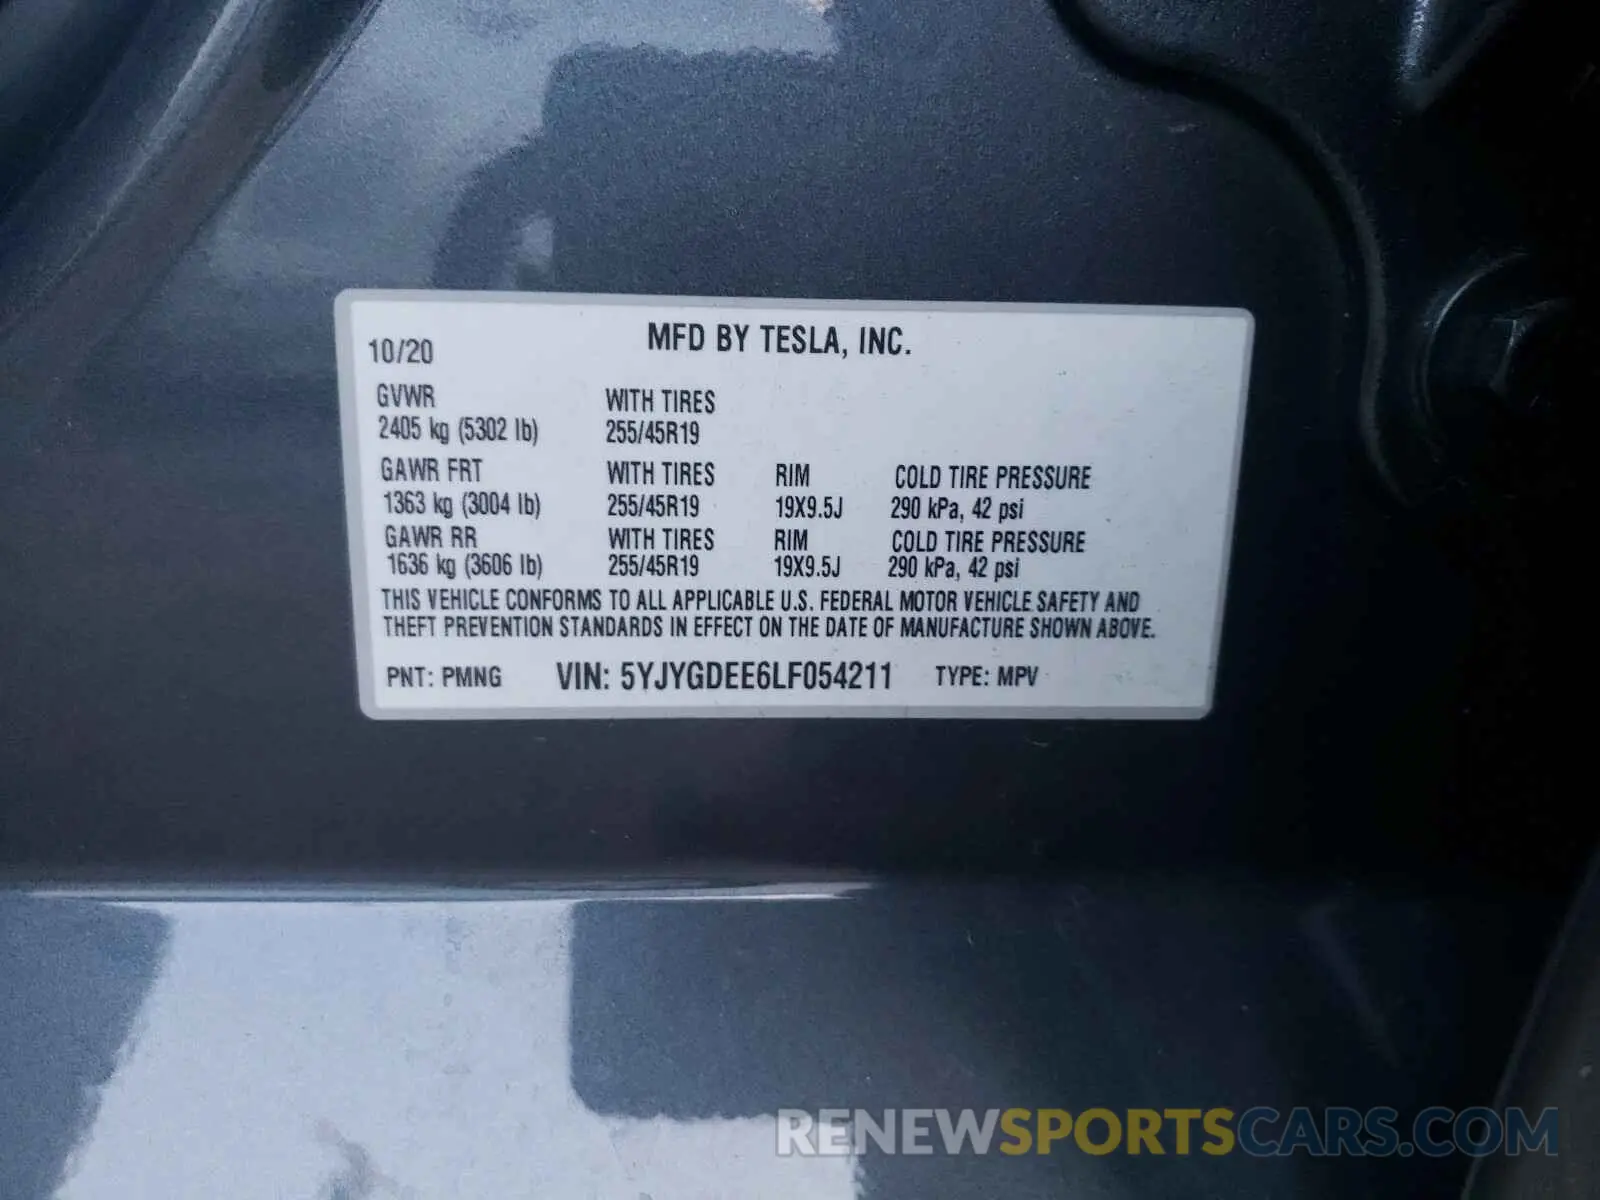 MFD BY TESLA, INC.
10/20
GVWR WITH TIRES
2405 kg (5302 lb) 255/45R19
GAWR FRT WITH TIRES RIM COLD TIRE PRESSURE
1363 kg (3004 lb) 255/45R19 19X9.5J 290 kPa, 42 psi
GAWR RR WITH TIRES RIM COLD TIRE PRESSURE
1636 kg (3606 lb) 255/45R19 19X9.5J 290 kPa, 42 psi
THIS VEHICLE CONFORMS TO ALL APPLICABLE U.S. FEDERAL MOTOR VEHICLE SAFETY AND
THEFT PREVENTION STANDARDS IN EFFECT ON THE DATE OF MANUFACTURE SHOWN ABOVE.
PNT: PMNG VIN: 5YJYGDEE6LF054211 TYPE: MPV
RENEWSPORTSCARS.COM